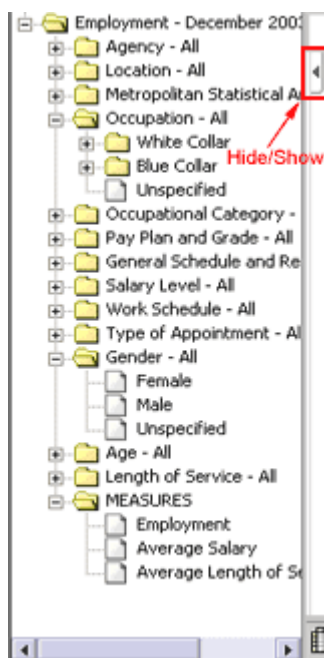 Employment - December 2003
Agency - All
Location - All
Metropolitan Statistical A
Occupation - All
White Collar
Hide/Show
Blue Collar
Unspecified
Occupational Category -
Pay Plan and Grade - All
General Schedule and Re
Salary Level - All
Work Schedule - All
Type of Appointment - Al
Gender - All
Female
Male
Unspecified
Age - All
Length of Service - All
MEASURES
Employment
Average Salary
Average Length of Se